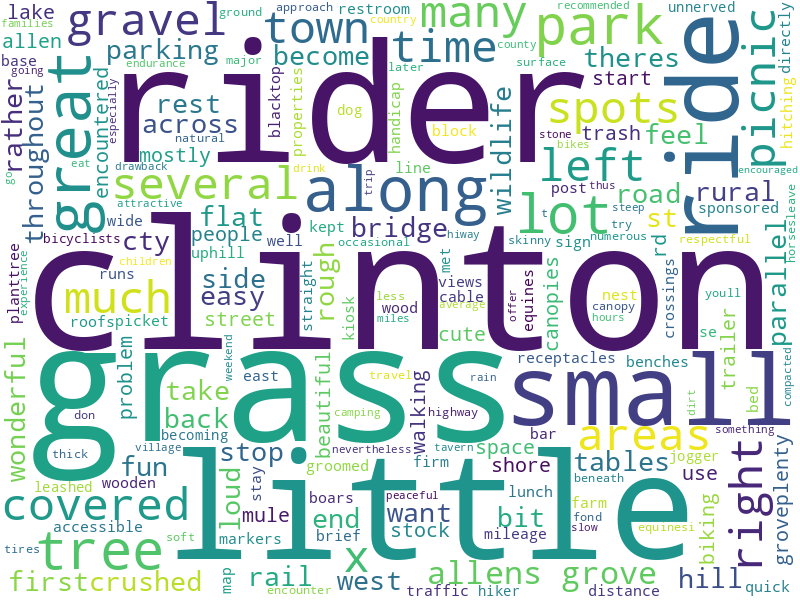 families ground approach country restroom recommended unnerved
lake gravel town many park
allen parking become time theres ride picnic directly
base going major county surface start
endurance later
rather great rider spots hitching
especially blacktop properties dog handicap block stone trash feel
encountered rest across natural bikes encouraged
throughout eat mostly drawback drink line left
go several along wildlife post thus road rural
attractive trip lot steep sponsored horsesleave
wide flat kept occasional t try st rd
bicyclists cty people well bridge hiway skinny sign numerous respectful
planttree children uphill met
experience runs side straight rough views equines canopies crossings parallel
much easy clinton cable offer canopy nest youll
roofs picket street kiosk less wood average hours se trailer
miles cute
wonderful problem weekend east grass small receptacles benches bed compacted
take beautiful travel rain dirt something
don back camping walking highway bar areas
becoming space
thick village stop nevertheless tavern jogger
fun groomed firm shore tables use right
leashed wooden loud stay little lunch beneath biking groveplenty
covered accessible boars peaceful want bit farm fond
markers end brief stock mileage slow equinesi
tires tree soft mule x
map rail west allens grove hill
firstcrushed encounter traffic hiker distance quick